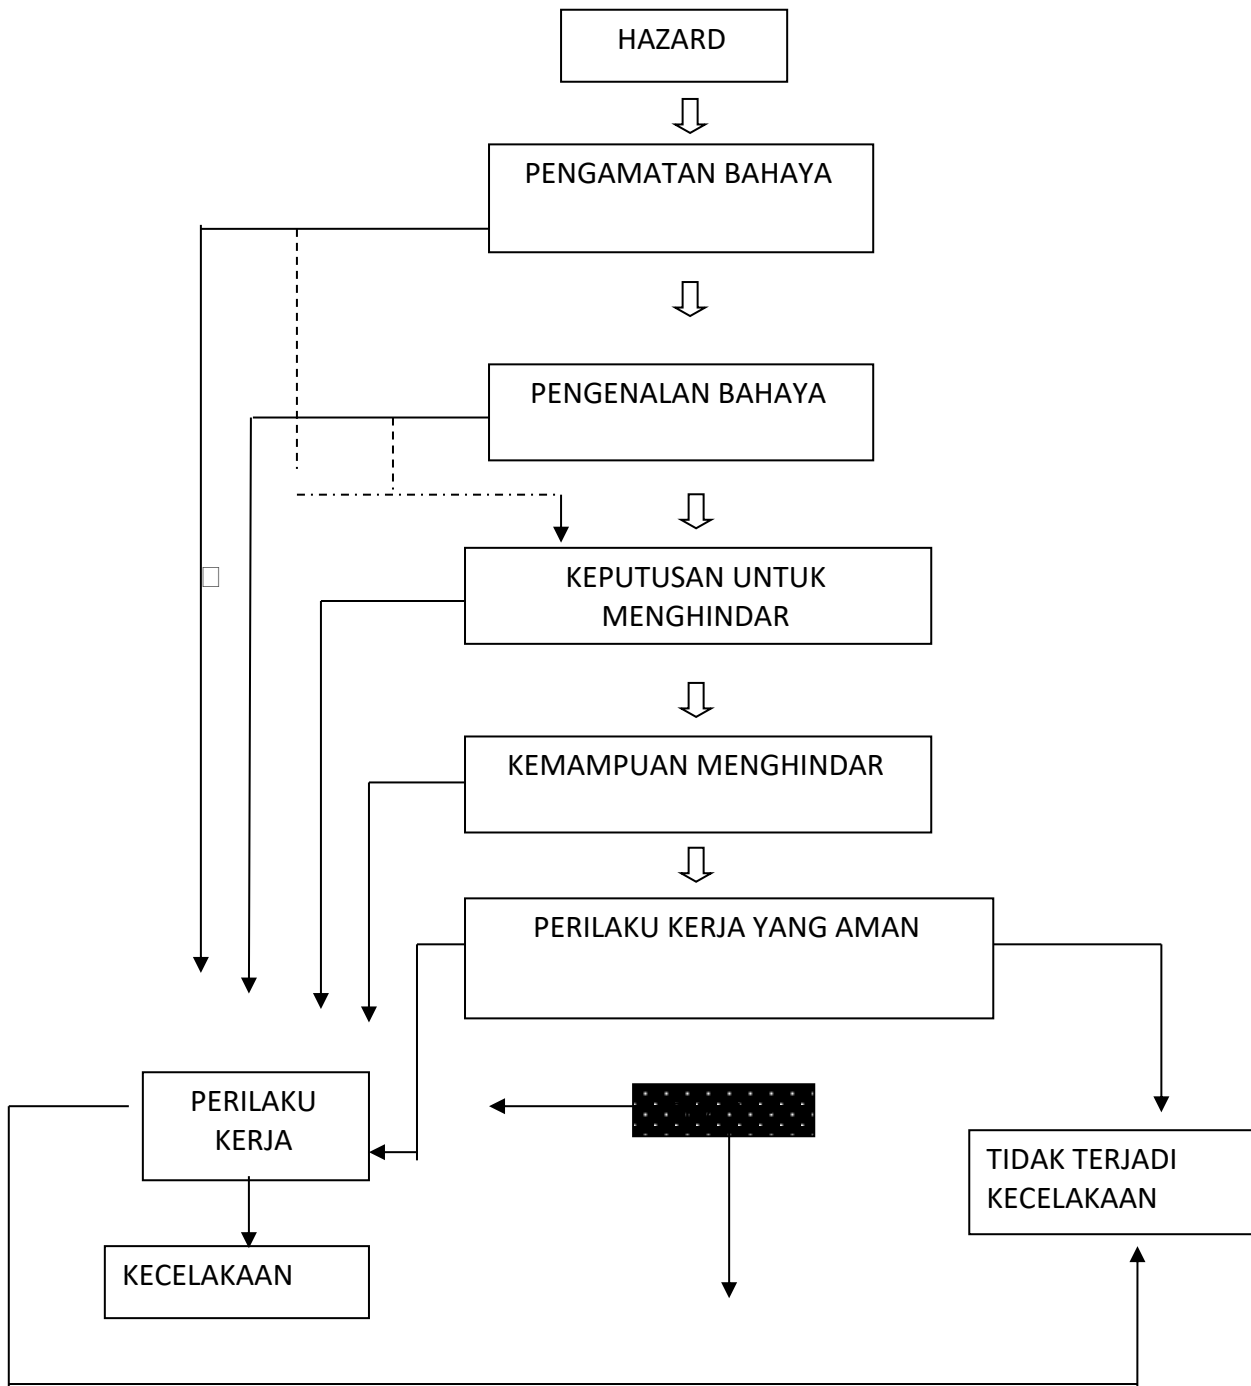 HAZARD
PENGAMATAN BAHAYA
PENGENALAN BAHAYA
KEPUTUSAN UNTUK
MENGHINDAR
KEMAMPUAN MENGHINDAR
PERILAKU KERJA YANG AMAN
PERILAKU
KERJA
TIDAK TERJADI
KECELAKAAN
KECELAKAAN